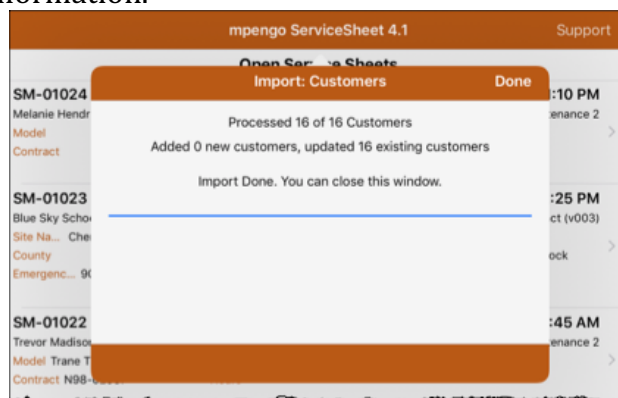 mpengo ServiceSheet 4.1 Support
Open Sheets
Import: Customers Done
SM-01024 :10 PM
Melanie Hendr tenance 2
Processed 16 of 16 Customers
Model
Contract
Added 0 new customers, updated 16 existing customers
Import Done. You can close this window.
SM-01023 :25 PM
Blue Sky Schoo ct (v003)
Site Na... Che
County ock
Emergenc... 90
SM-01022 :45 AM
Trevor Madiso tenance 2
Model Trane T
Contract N98-